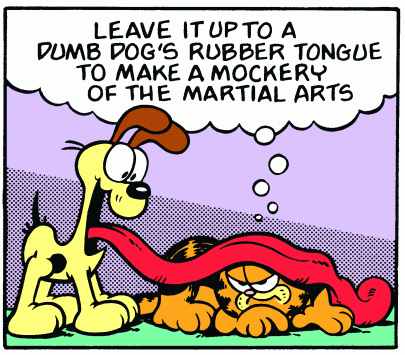 LEAVE IT UP TO A
DUMB DOG'S RUBBER TONGUE
TO MAKE A MOCKERY
OF THE MARTIAL ARTS